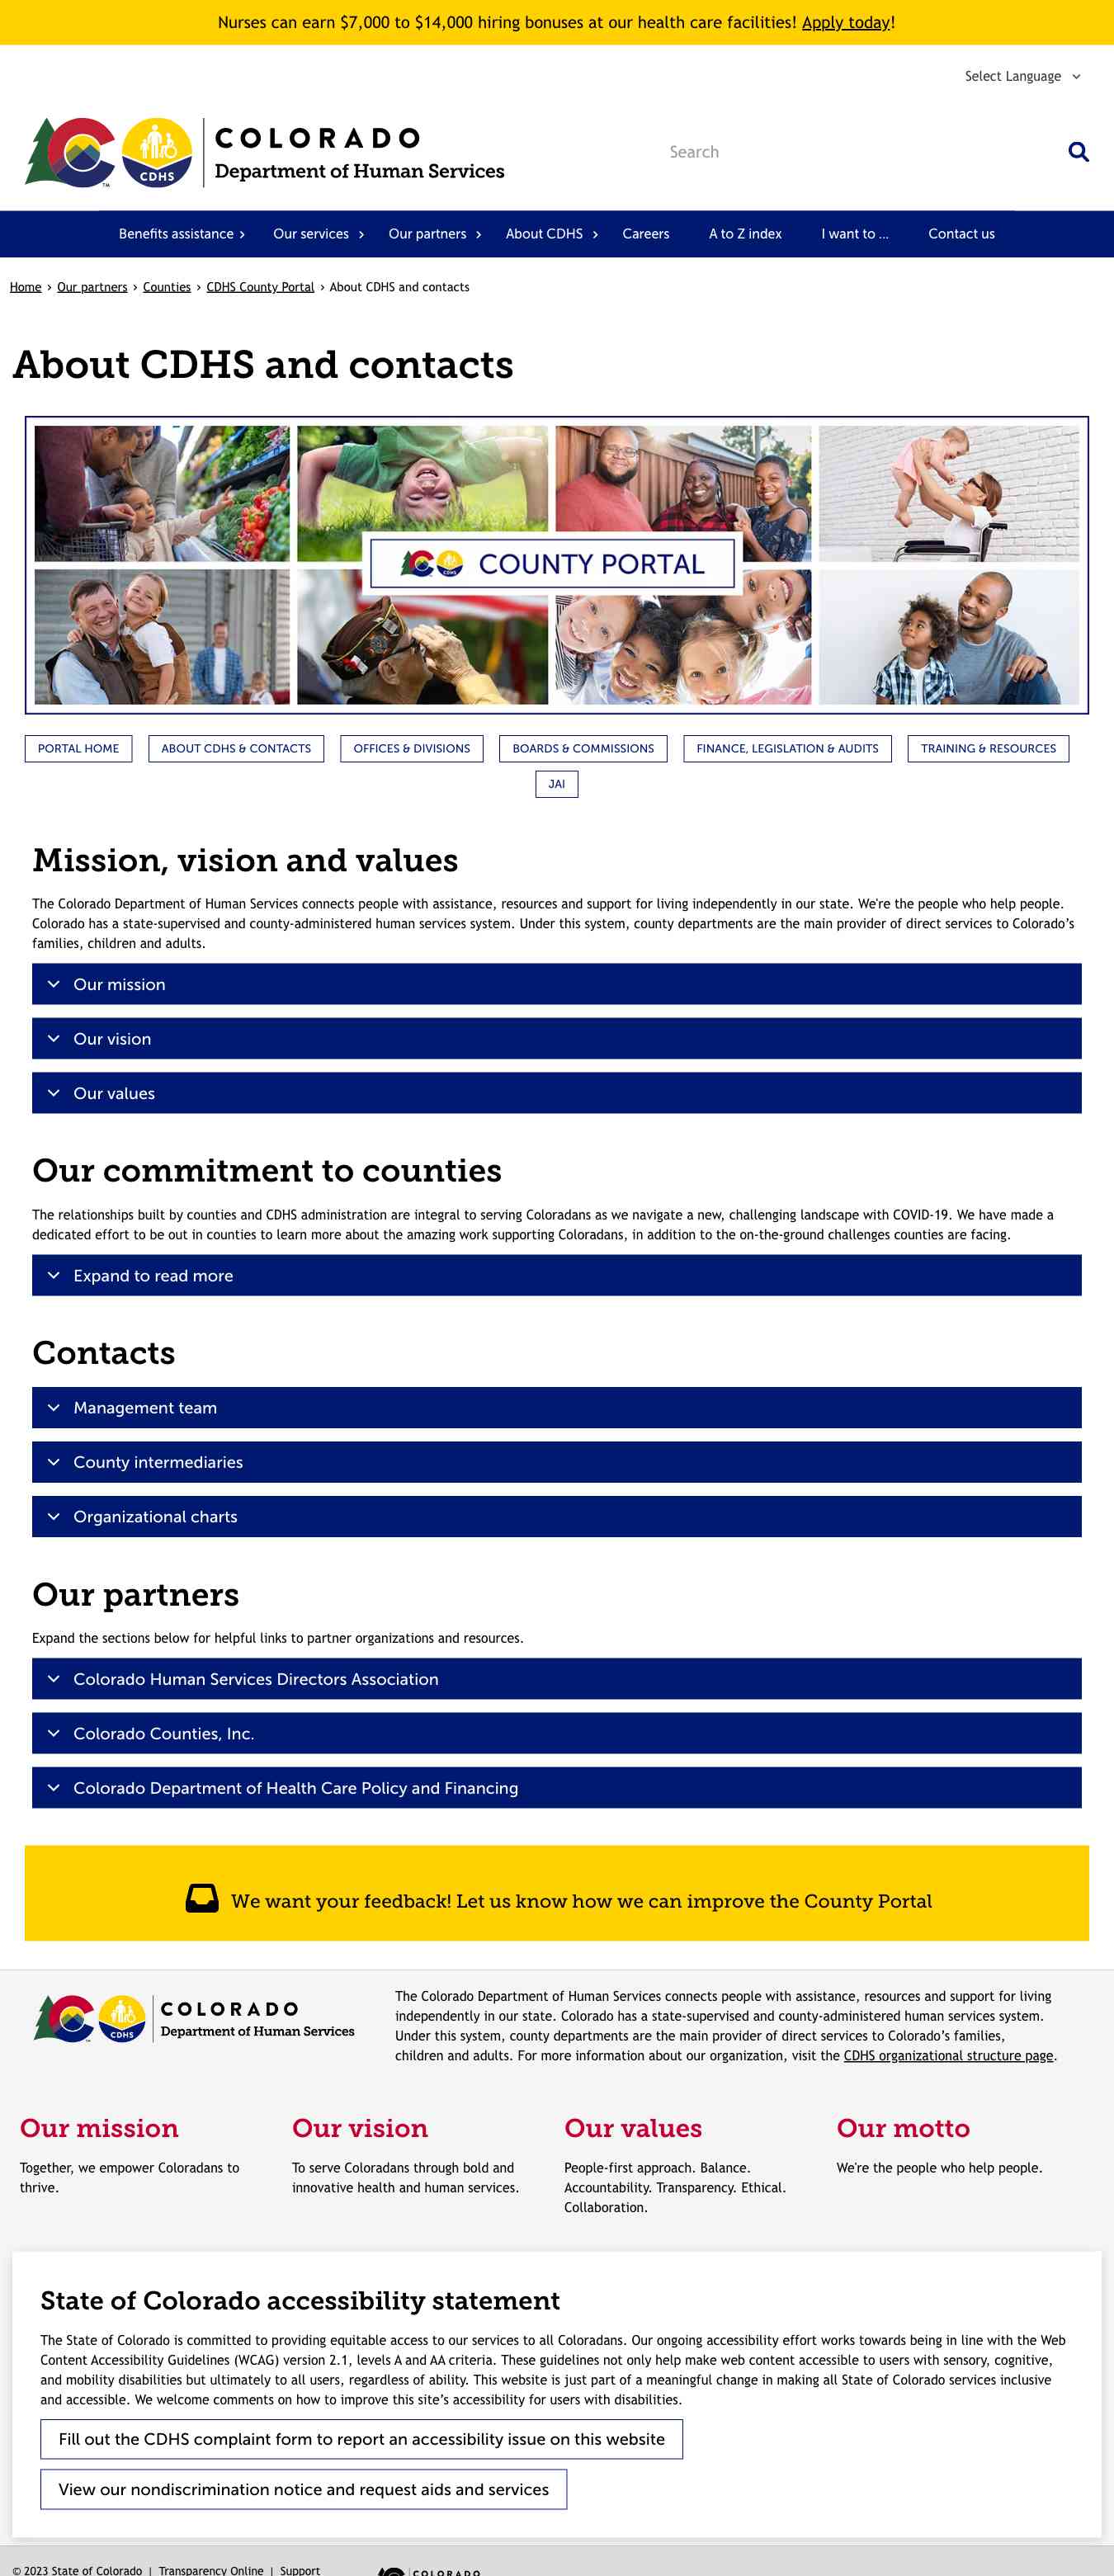 Nurses can earn $7,000 to $14,000 hiring bonuses at our health care facilities! Apply today!
Select Language
COLORADO
Department of Human Services
CDHS
TM
Search
Benefits assistance › Our services › Our partners › About CDHS › Careers A to Z index I want to ... Contact us
Home › Our partners › Counties › CDHS County Portal › About CDHS and contacts
About CDHS and contacts
COUNTY PORTAL
PORTAL HOME ABOUT CDHS & CONTACTS OFFICES & DIVISIONS BOARDS & COMMISSIONS FINANCE, LEGISLATION & AUDITS TRAINING & RESOURCES
JAI
Mission, vision and values
The Colorado Department of Human Services connects people with assistance, resources and support for living independently in our state. We're the people who help people.
Colorado has a state-supervised and county-administered human services system. Under this system, county departments are the main provider of direct services to Colorado’s
families, children and adults.
Our mission
Our vision
Our values
Our commitment to counties
The relationships built by counties and CDHS administration are integral to serving Coloradans as we navigate a new, challenging landscape with COVID-19. We have made a
dedicated effort to be out in counties to learn more about the amazing work supporting Coloradans, in addition to the on-the-ground challenges counties are facing.
Expand to read more
Contacts
Management team
County intermediaries
Organizational charts
Our partners
Expand the sections below for helpful links to partner organizations and resources.
Colorado Human Services Directors Association
Colorado Counties, Inc.
Colorado Department of Health Care Policy and Financing
We want your feedback! Let us know how we can improve the County Portal
COLORADO
Department of Human Services
CDHS
The Colorado Department of Human Services connects people with assistance, resources and support for living
independently in our state. Colorado has a state-supervised and county-administered human services system.
Under this system, county departments are the main provider of direct services to Colorado’s families,
children and adults. For more information about our organization, visit the CDHS organizational structure page.
Our mission
Together, we empower Coloradans to
thrive.
Our vision
To serve Coloradans through bold and
innovative health and human services.
Our values
People-first approach. Balance.
Accountability. Transparency. Ethical.
Collaboration.
Our motto
We're the people who help people.
State of Colorado accessibility statement
The State of Colorado is committed to providing equitable access to our services to all Coloradans. Our ongoing accessibility effort works towards being in line with the Web
Content Accessibility Guidelines (WCAG) version 2.1, levels A and AA criteria. These guidelines not only help make web content accessible to users with sensory, cognitive,
and mobility disabilities but ultimately to all users, regardless of ability. This website is just part of a meaningful change in making all State of Colorado services inclusive
and accessible. We welcome comments on how to improve this site’s accessibility for users with disabilities.
Fill out the CDHS complaint form to report an accessibility issue on this website
View our nondiscrimination notice and request aids and services
© 2023 State of Colorado | Transparency Online | Support
COLORADO